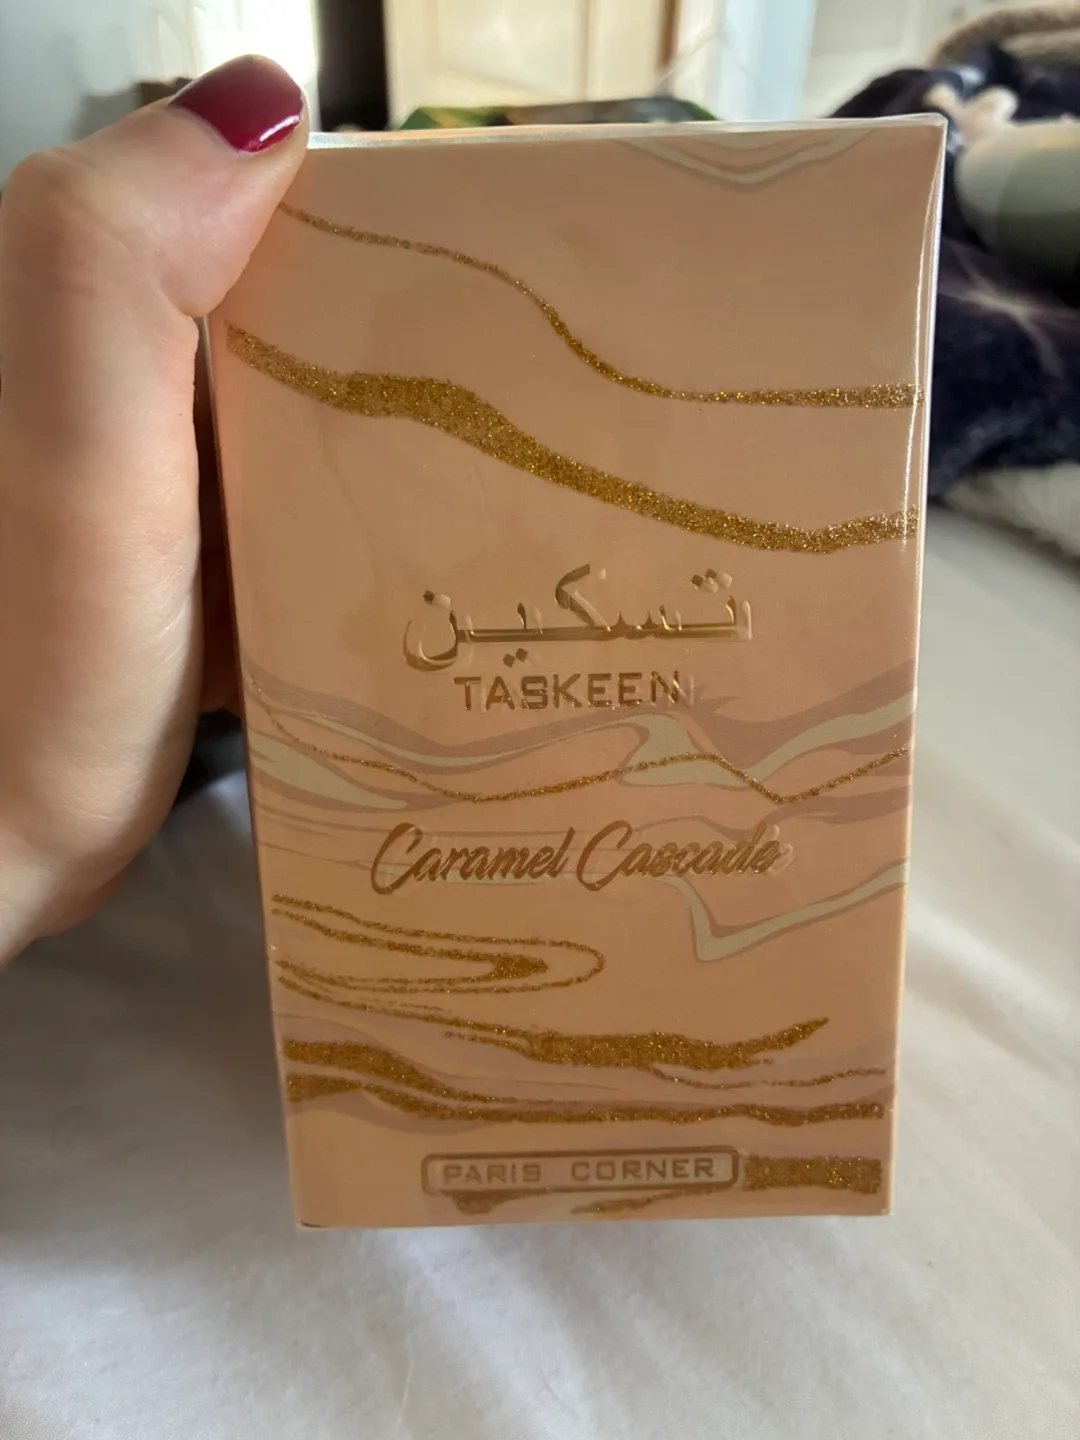 تسكين
TASKEEN
Caramel Cascade
PARIS CORNER